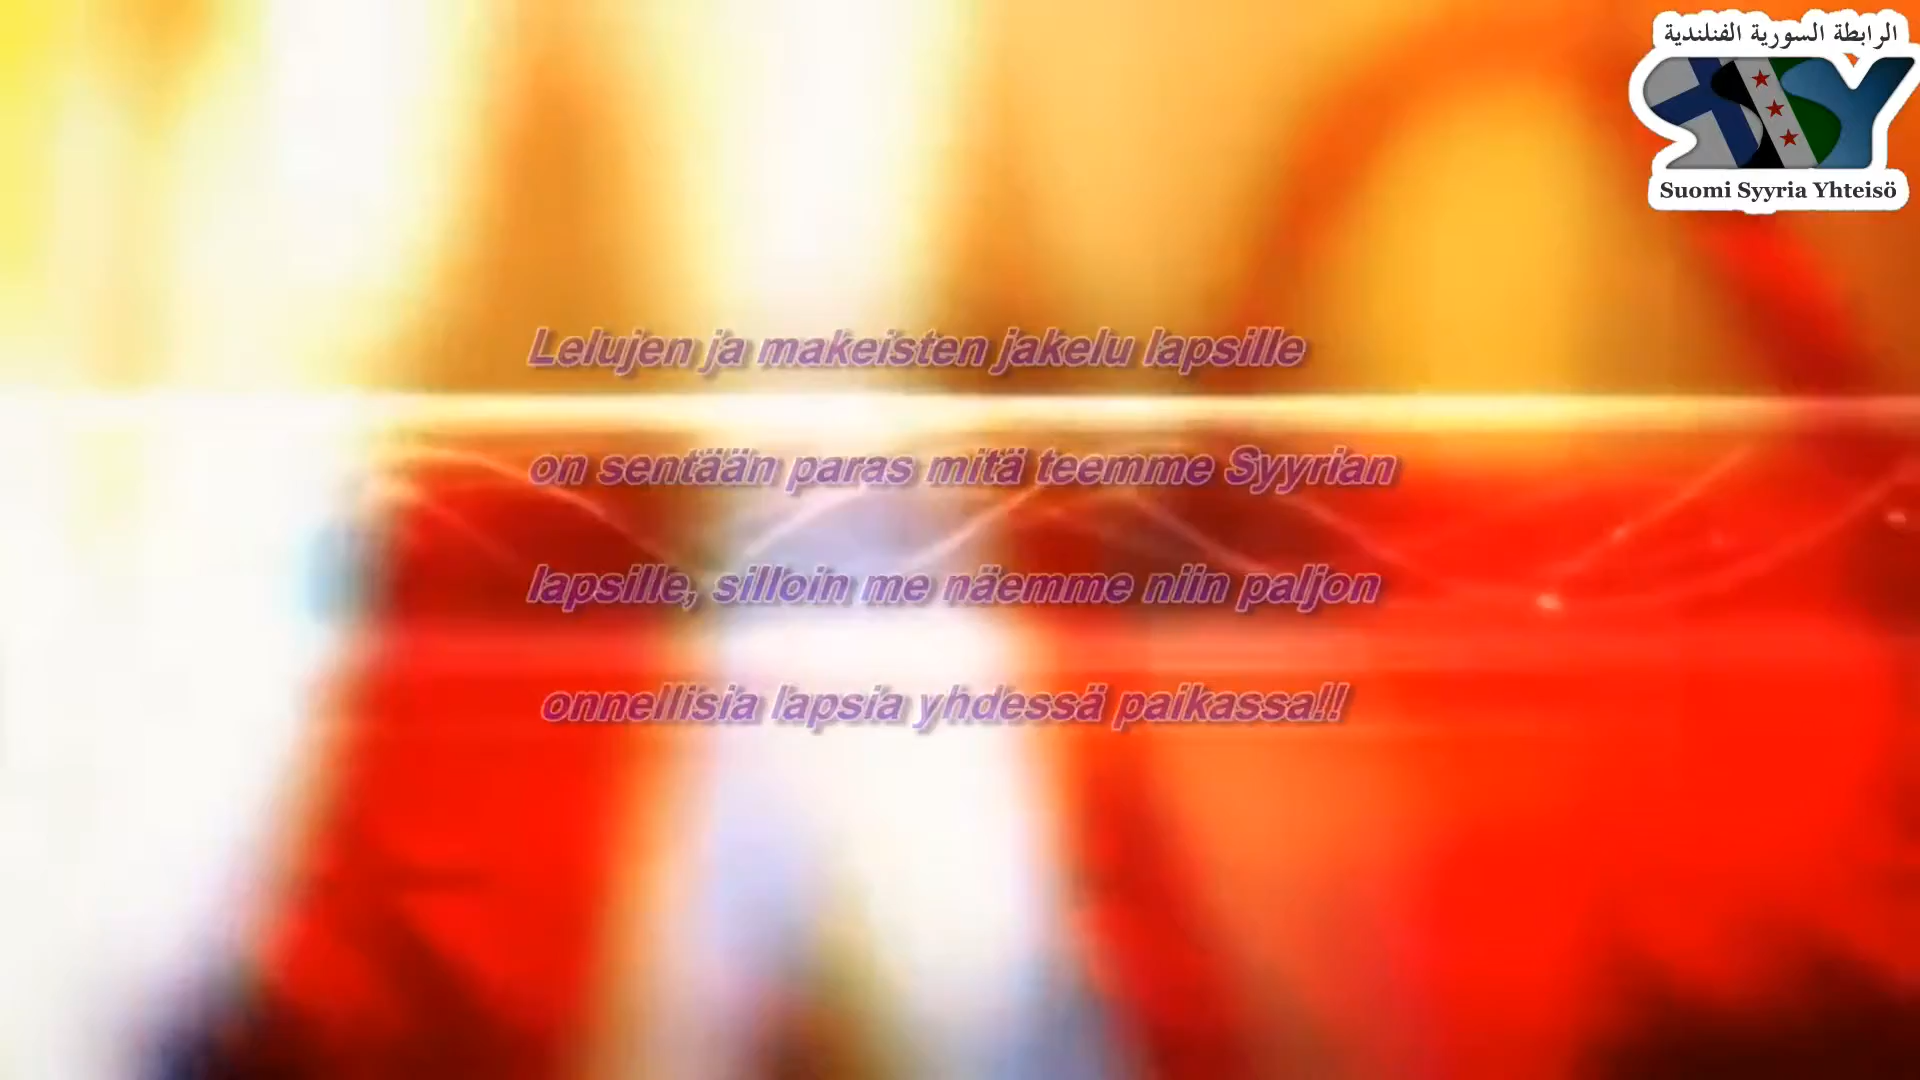 الرابطة السورية الفنلندية
SY
Suomi Syyria Yhteisö
Lelujen ja makeisten jakelu lapsille
on sentään paras mitä teemme Syyrian
lapsille, silloin me näemme niin paljon
onnellisia lapsia yhdessä paikassa!!